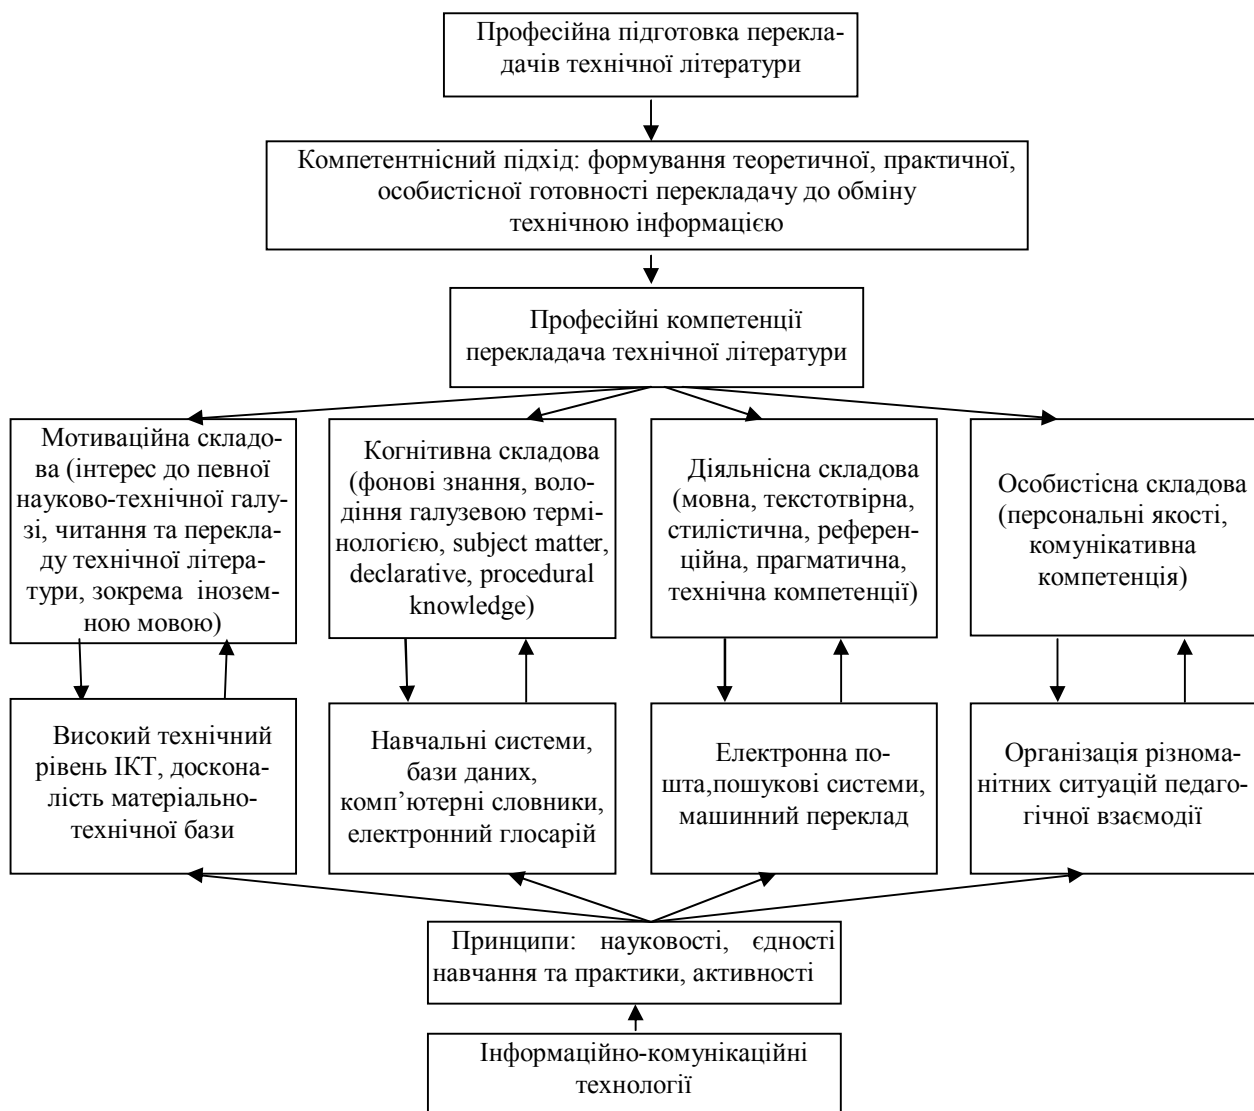 Професійна підготовка перекла-
дачів технічної літератури
Компетентнісний підхід: формування теоретичної, практичної,
особистісної готовності перекладачу до обміну
технічною інформацією
Професійні компетенції
перекладача технічної літератури
Мотиваційна складо-
ва (інтерес до певної
науково-технічної галу-
зі, читання та перекла-
ду технічної літера-
тури, зокрема інозем-
ною мовою)
Когнітивна складова
(фонові знання, воло-
діння галузевою термі-
нологією, subject matter,
declarative, procedural
knowledge)
Діяльнісна складова
(мовна, текстотвірна,
стилістична, референ-
ційна, прагматична,
технічна компетенції)
Особистісна складова
(персональні якості,
комунікативна
компетенція)
Високий технічний
рівень ІКТ, доскона-
лість матеріально-
технічної бази
Навчальні системи,
бази даних,
комп’ютерні словники,
електронний глосарій
Електронна по-
шта,пошукові системи,
машинний переклад
Організація різнома-
нітних ситуацій педаго-
гічної взаємодії
Принципи: науковості, єдності
навчання та практики, активності
Інформаційно-комунікаційні
технології